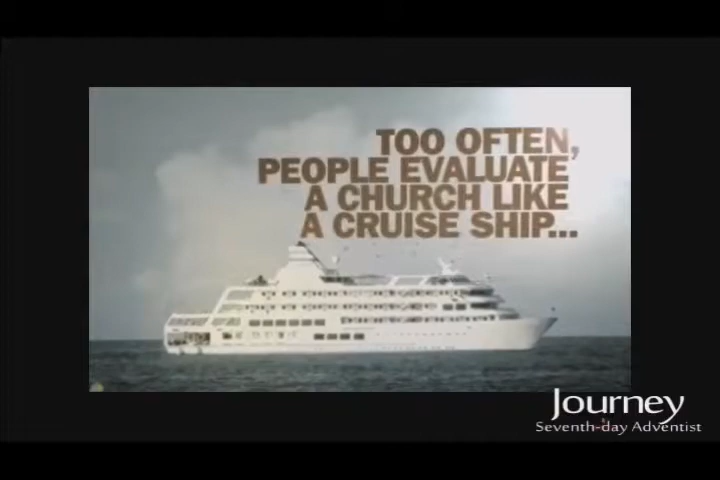 TOO OFTEN,
PEOPLE EVALUATE
A CHURCH LIKE
A CRUISE SHIP...
Journey
Seventh-day Adventist